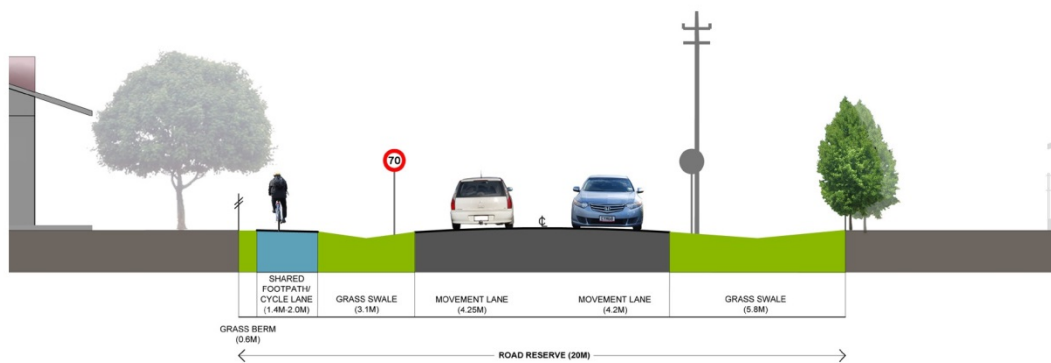 70
℄
SHARED
FOOTPATH/
CYCLE LANE
(1.4M-2.0M)
GRASS SWALE
(3.1M)
MOVEMENT LANE
(4.25M)
MOVEMENT LANE
(4.2M)
GRASS SWALE
(5.8M)
GRASS BERM
(0.6M)
ROAD RESERVE (20M)